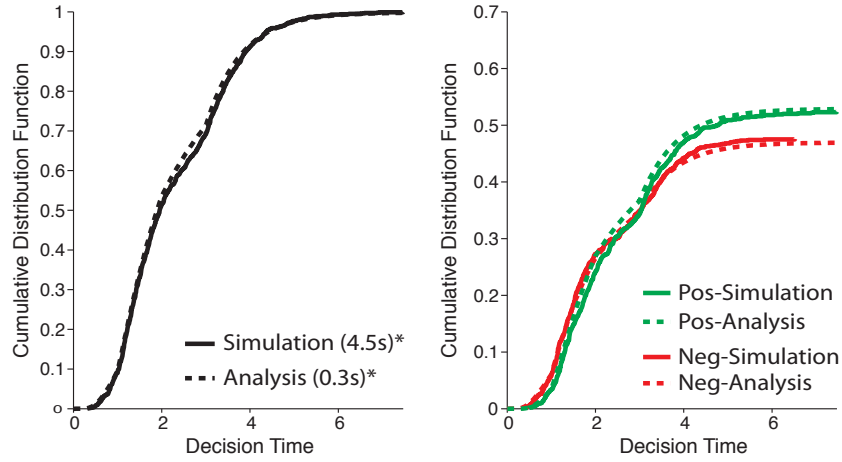 Cumulative Distribution Function
1
0.9
0.8
0.7
0.6
0.5
0.4
0.3
0.2
0.1
0
0 2 4 6
Decision Time
Simulation (4.5s)*
Analysis (0.3s)*
Cumulative Distribution Function
0.7
0.6
0.5
0.4
0.3
0.2
0.1
0
0 2 4 6
Decision Time
Pos-Simulation
Pos-Analysis
Neg-Simulation
Neg-Analysis